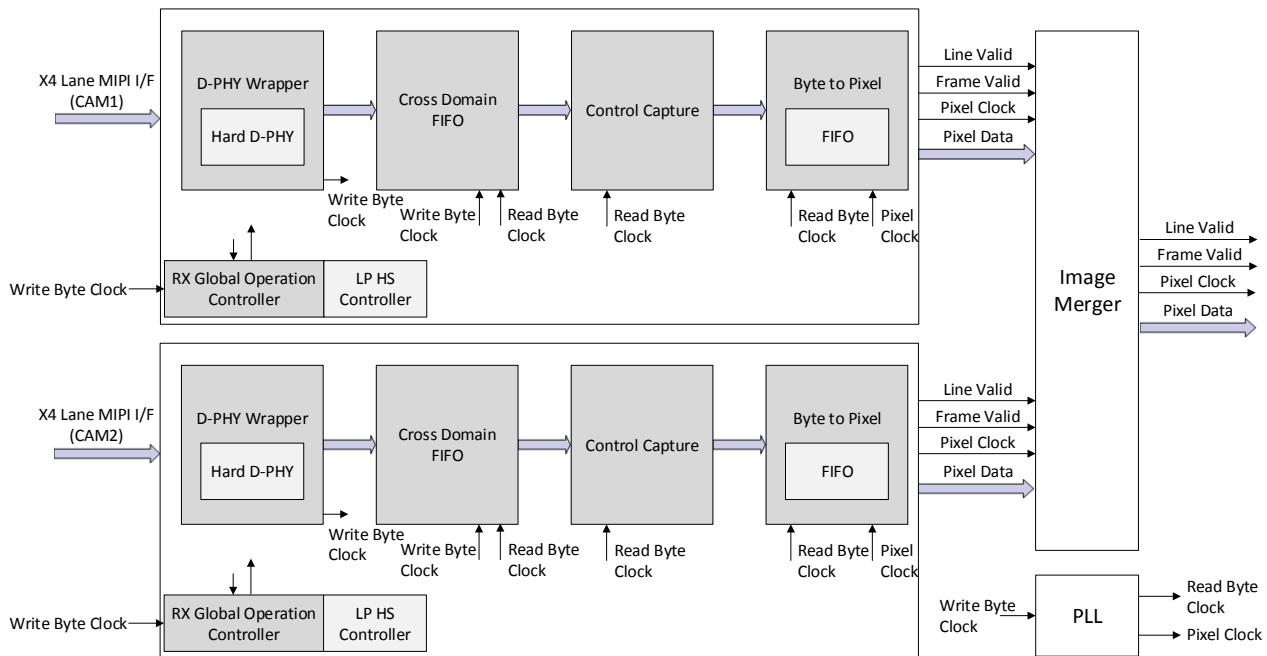 X4 Lane MIPI I/F
(CAM1)
D-PHY Wrapper
Hard D-PHY
Cross Domain
FIFO
Control Capture
Byte to Pixel
FIFO
Line Valid
Frame Valid
Pixel Clock
Pixel Data
Write Byte
Clock
Write Byte
Clock
Read Byte
Clock
Read Byte
Clock
Read Byte
Clock
Pixel
Clock
Write Byte Clock
RX Global Operation
Controller
LP HS
Controller
Image
Merger
Line Valid
Frame Valid
Pixel Clock
Pixel Data
X4 Lane MIPI I/F
(CAM2)
D-PHY Wrapper
Hard D-PHY
Cross Domain
FIFO
Control Capture
Byte to Pixel
FIFO
Line Valid
Frame Valid
Pixel Clock
Pixel Data
Write Byte
Clock
Write Byte
Clock
Read Byte
Clock
Read Byte
Clock
Read Byte
Clock
Pixel
Clock
Write Byte Clock
RX Global Operation
Controller
LP HS
Controller
Write Byte
Clock
PLL
Read Byte
Clock
Pixel Clock